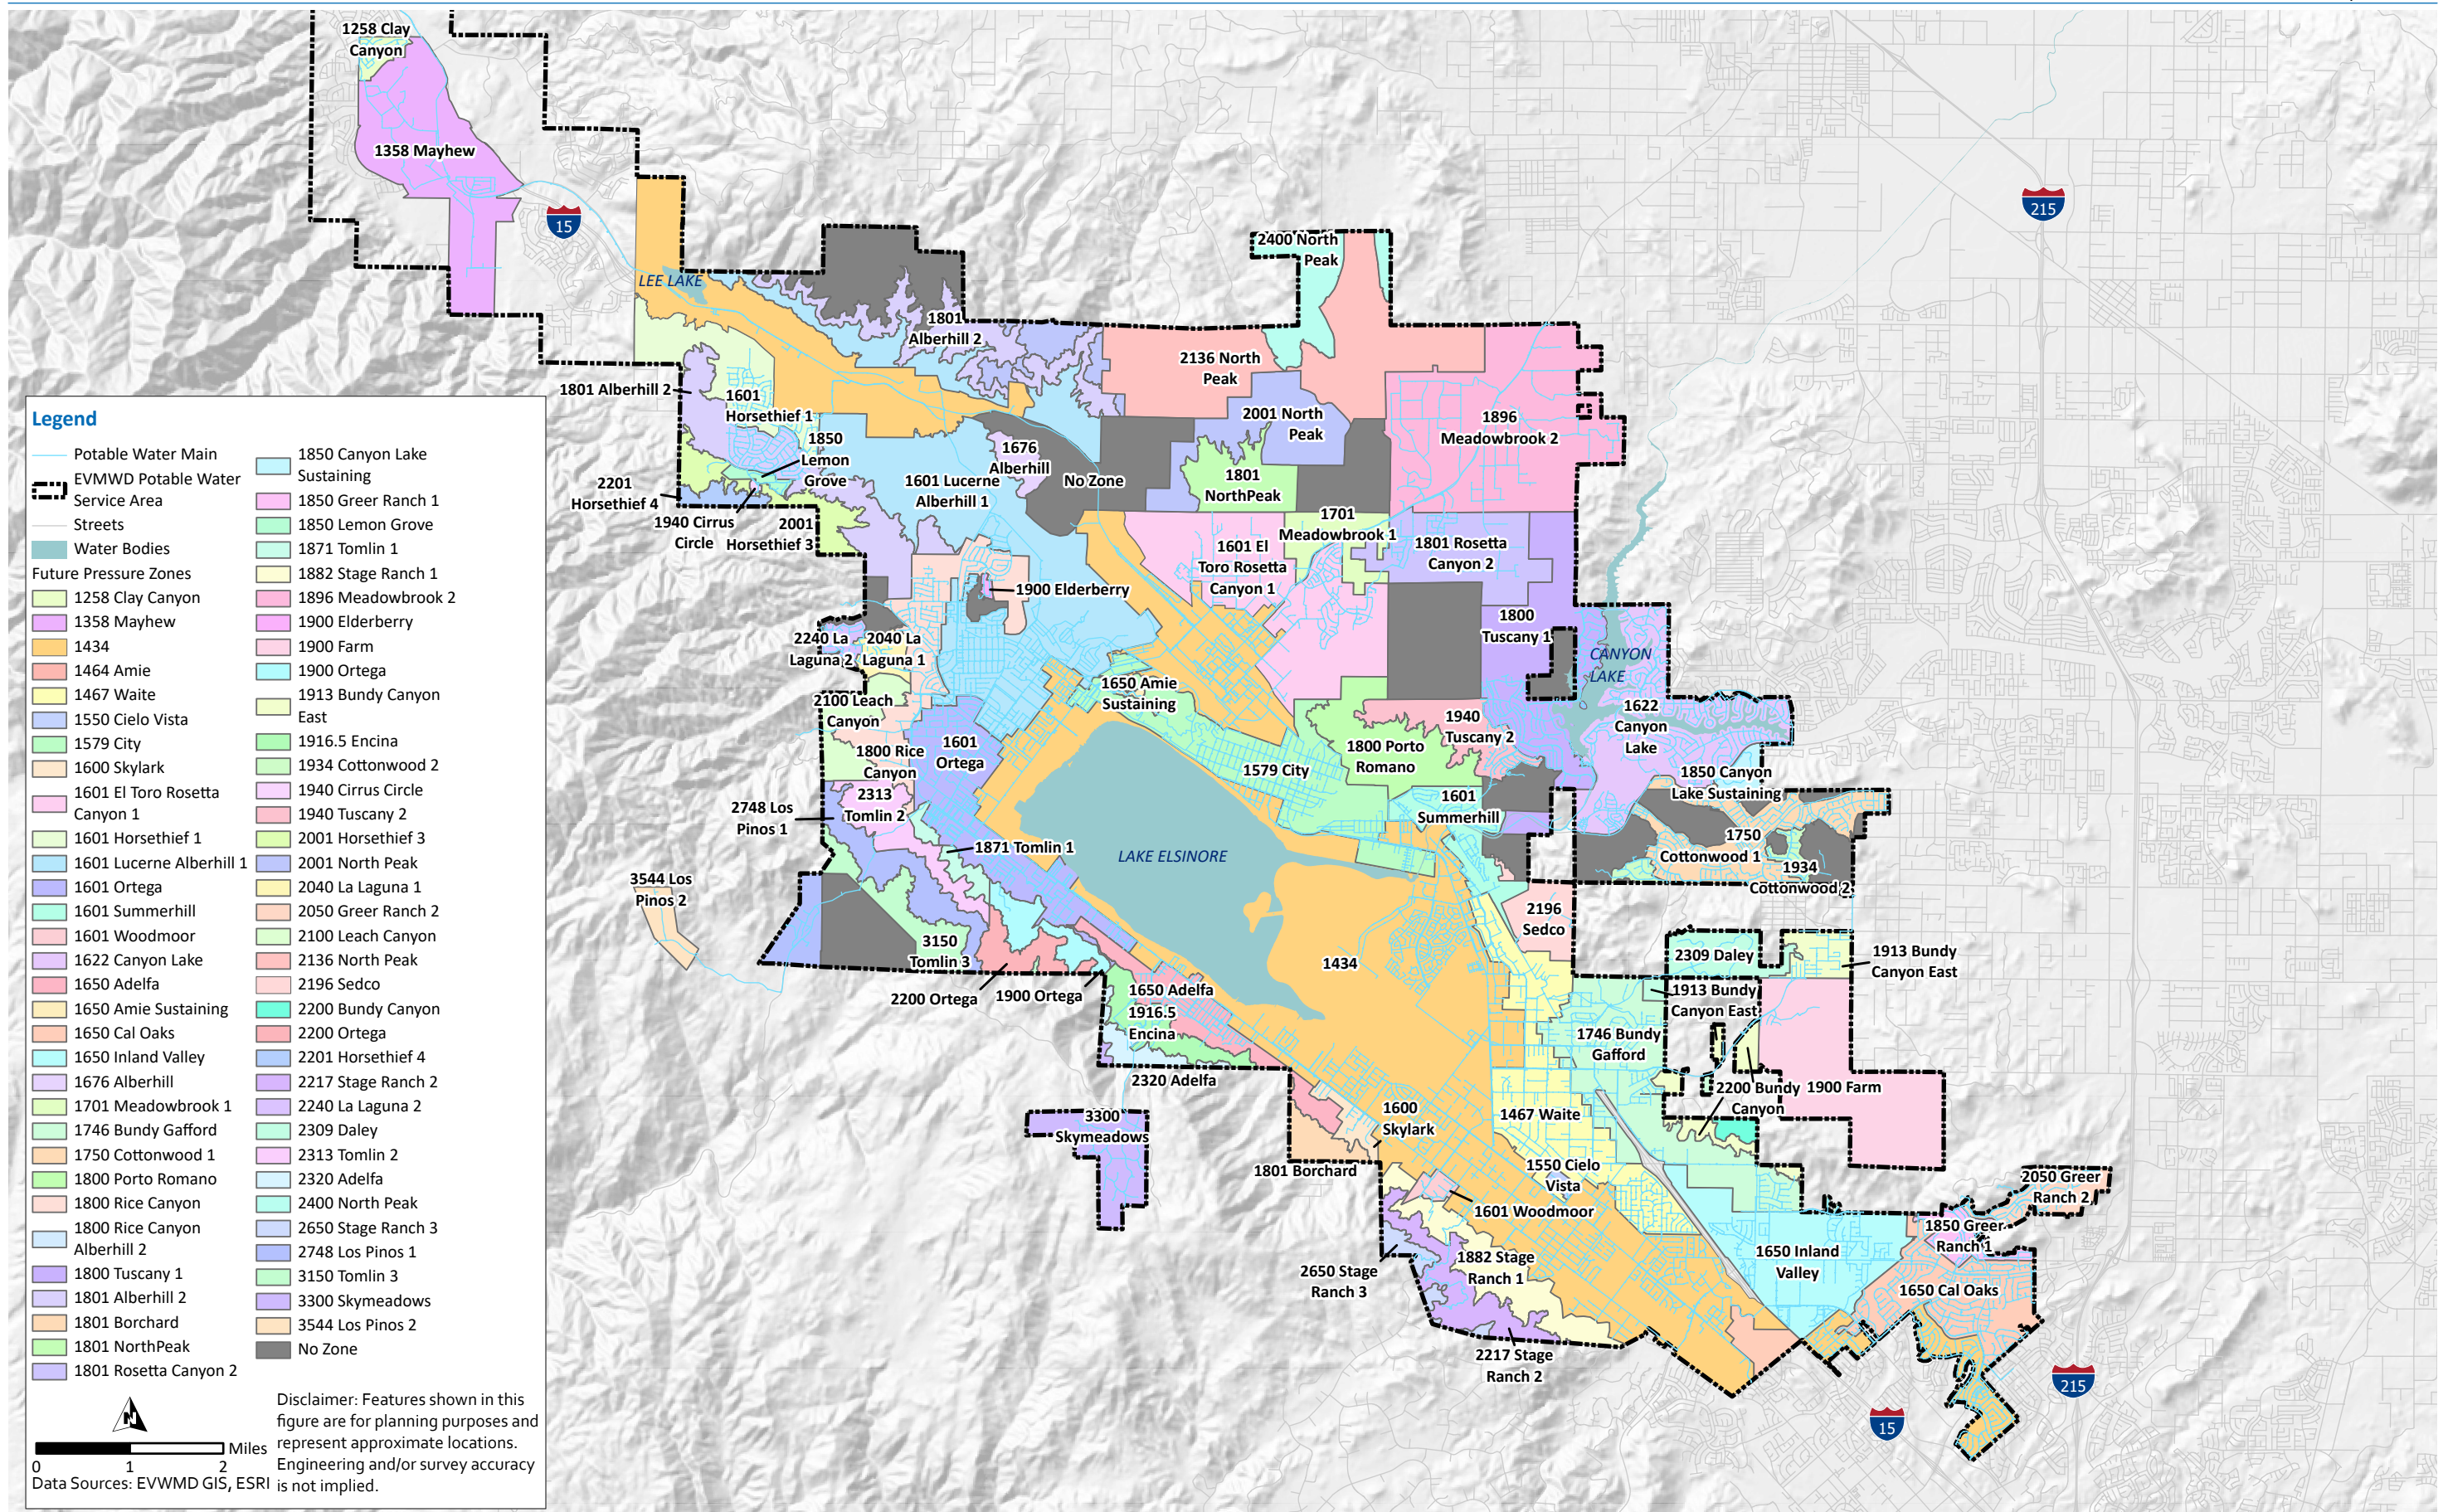 1258 Clay
Canyon
1358 Mayhew
15
215
LEE LAKE
2400 North
Peak
1801
Alberhill 2
2136 North
Peak
1801 Alberhill 2
1601
Horsethief 1
2001 North
Peak
1896
Meadowbrook 2
1850
Lemon
Grove
1676
Alberhill
1601 Lucerne
Alberhill 1
No Zone
1801
NorthPeak
2201
Horsethief 4
1940 Cirrus
Circle
2001
Horsethief 3
1701
Meadowbrook 1
1601 El
Toro Rosetta
Canyon 1
1801 Rosetta
Canyon 2
1900 Elderberry
1800
Tuscany 1
2240 La
Laguna 2
2040 La
Laguna 1
CANYON
LAKE
1650 Amie
Sustaining
2100 Leach
Canyon
1622
Canyon
Lake
1940
Tuscany 2
1601
Ortega
1800 Rice
Canyon
1800 Porto
Romano
1579 City
1850 Canyon
Lake Sustaining
2313
Tomlin 2
2748 Los
Pinos 1
1601
Summerhill
1750
Cottonwood 1
1871 Tomlin 1
LAKE ELSINORE
1934
Cottonwood 2
3544 Los
Pinos 2
2196
Sedco
3150
Tomlin 3
2309 Daley
1913 Bundy
Canyon East
1434
2200 Ortega
1900 Ortega
1650 Adelfa
1913 Bundy
Canyon East
1916.5
Encina
1746 Bundy
Gafford
2320 Adelfa
2200 Bundy
Canyon
1900 Farm
3300
Skymeadows
1600
Skylark
1467 Waite
1801 Borchard
1550 Cielo
Vista
2050 Greer
Ranch 2
1601 Woodmoor
1850 Greer
Ranch 1
1650 Inland
Valley
2650 Stage
Ranch 3
1882 Stage
Ranch 1
1650 Cal Oaks
2217 Stage
Ranch 2
215
15
Legend
Potable Water Main
EVMWD Potable Water
Service Area
Streets
Water Bodies
Future Pressure Zones
1258 Clay Canyon
1358 Mayhew
1434
1464 Amie
1467 Waite
1550 Cielo Vista
1579 City
1600 Skylark
1601 El Toro Rosetta
Canyon 1
1601 Horsethief 1
1601 Lucerne Alberhill 1
1601 Ortega
1601 Summerhill
1601 Woodmoor
1622 Canyon Lake
1650 Adelfa
1650 Amie Sustaining
1650 Cal Oaks
1650 Inland Valley
1676 Alberhill
1701 Meadowbrook 1
1746 Bundy Gafford
1750 Cottonwood 1
1800 Porto Romano
1800 Rice Canyon
1800 Rice Canyon
Alberhill 2
1800 Tuscany 1
1801 Alberhill 2
1801 Borchard
1801 NorthPeak
1801 Rosetta Canyon 2
1850 Canyon Lake
Sustaining
1850 Greer Ranch 1
1850 Lemon Grove
1871 Tomlin 1
1882 Stage Ranch 1
1896 Meadowbrook 2
1900 Elderberry
1900 Farm
1900 Ortega
1913 Bundy Canyon
East
1916.5 Encina
1934 Cottonwood 2
1940 Cirrus Circle
1940 Tuscany 2
2001 Horsethief 3
2001 North Peak
2040 La Laguna 1
2050 Greer Ranch 2
2100 Leach Canyon
2136 North Peak
2196 Sedco
2200 Bundy Canyon
2200 Ortega
2201 Horsethief 4
2217 Stage Ranch 2
2240 La Laguna 2
2309 Daley
2313 Tomlin 2
2320 Adelfa
2400 North Peak
2650 Stage Ranch 3
2748 Los Pinos 1
3150 Tomlin 3
3300 Skymeadows
3544 Los Pinos 2
No Zone
N
Miles
0 1 2
Data Sources: EVWMD GIS, ESRI
Disclaimer: Features shown in this
figure are for planning purposes and
represent approximate locations.
Engineering and/or survey accuracy
is not implied.